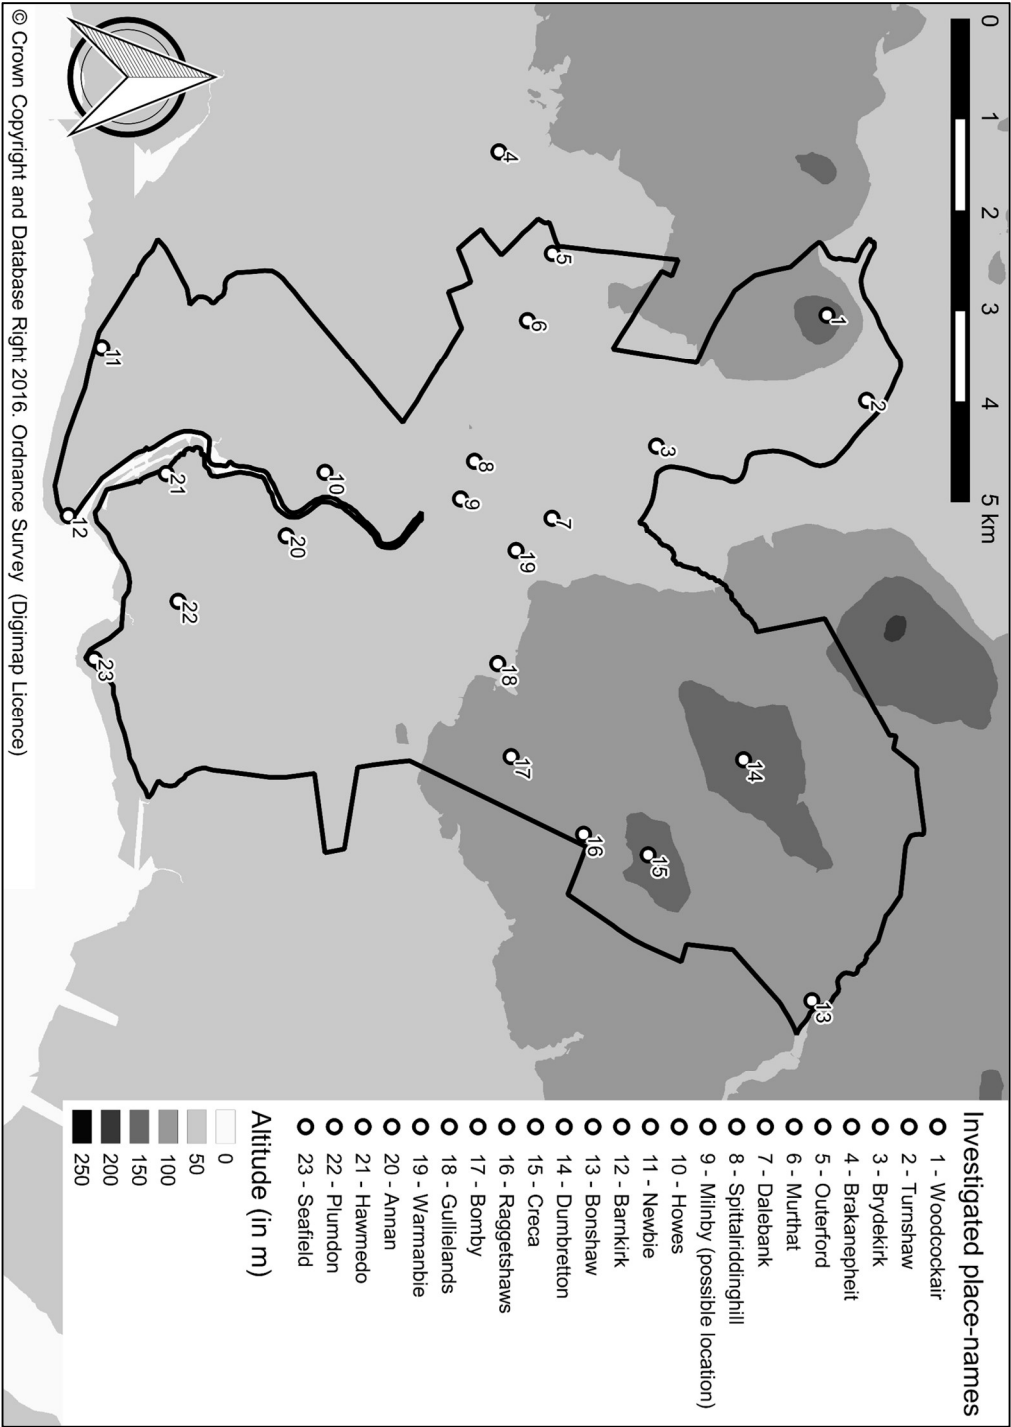 0 1 2 3 4 5 km
1
2
3
4
5
6
7
8
9
10
11
12
13
14
15
16
17
18
19
20
21
22
23
Investigated place-names
1 - Woodcockair
2 - Turnshaw
3 - Brydekirk
4 - Brakanepheit
5 - Outerford
6 - Murthat
7 - Dalebank
8 - Spittalriddinghill
9 - Milnby (possible location)
10 - Howes
11 - Newbie
12 - Barnkirk
13 - Bonshaw
14 - Dumbretton
15 - Creca
16 - Raggetshaws
17 - Bomby
18 - Gullielands
19 - Warmanbie
20 - Annan
21 - Hawmedo
22 - Plumdon
23 - Seafield
Altitude (in m)
0
50
100
150
200
250
© Crown Copyright and Database Right 2016. Ordnance Survey (Digimap Licence)